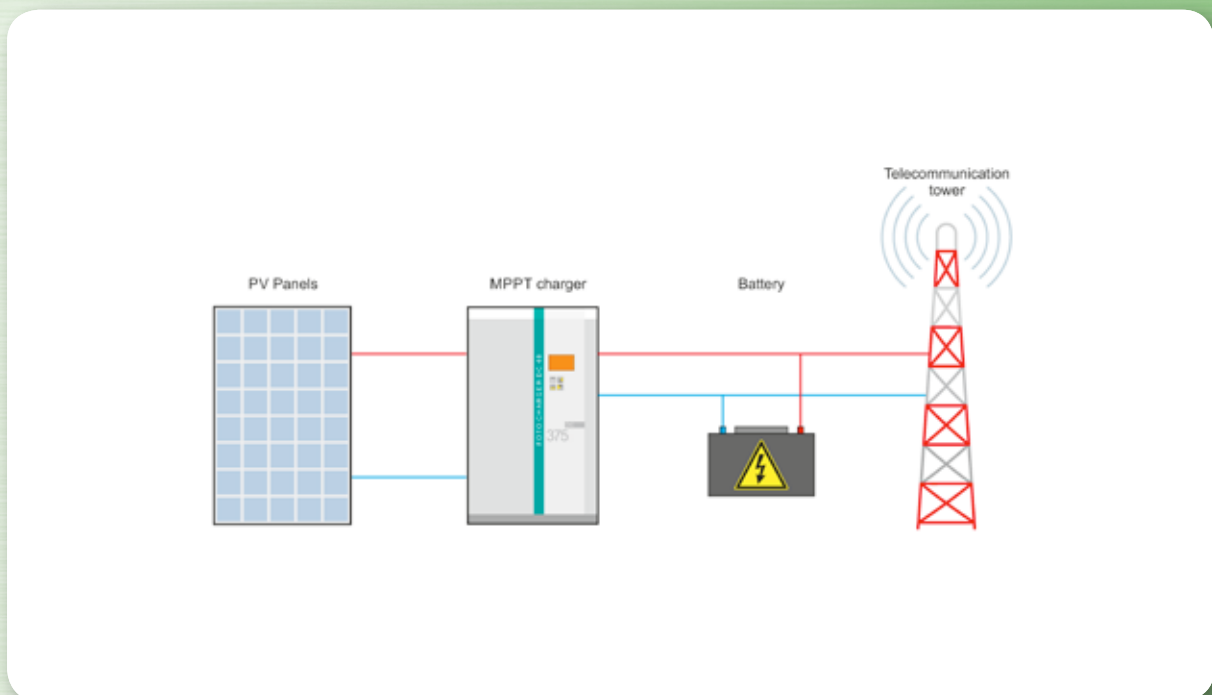 Telecommunication
tower
PV Panels
MPPT charger
Battery
375